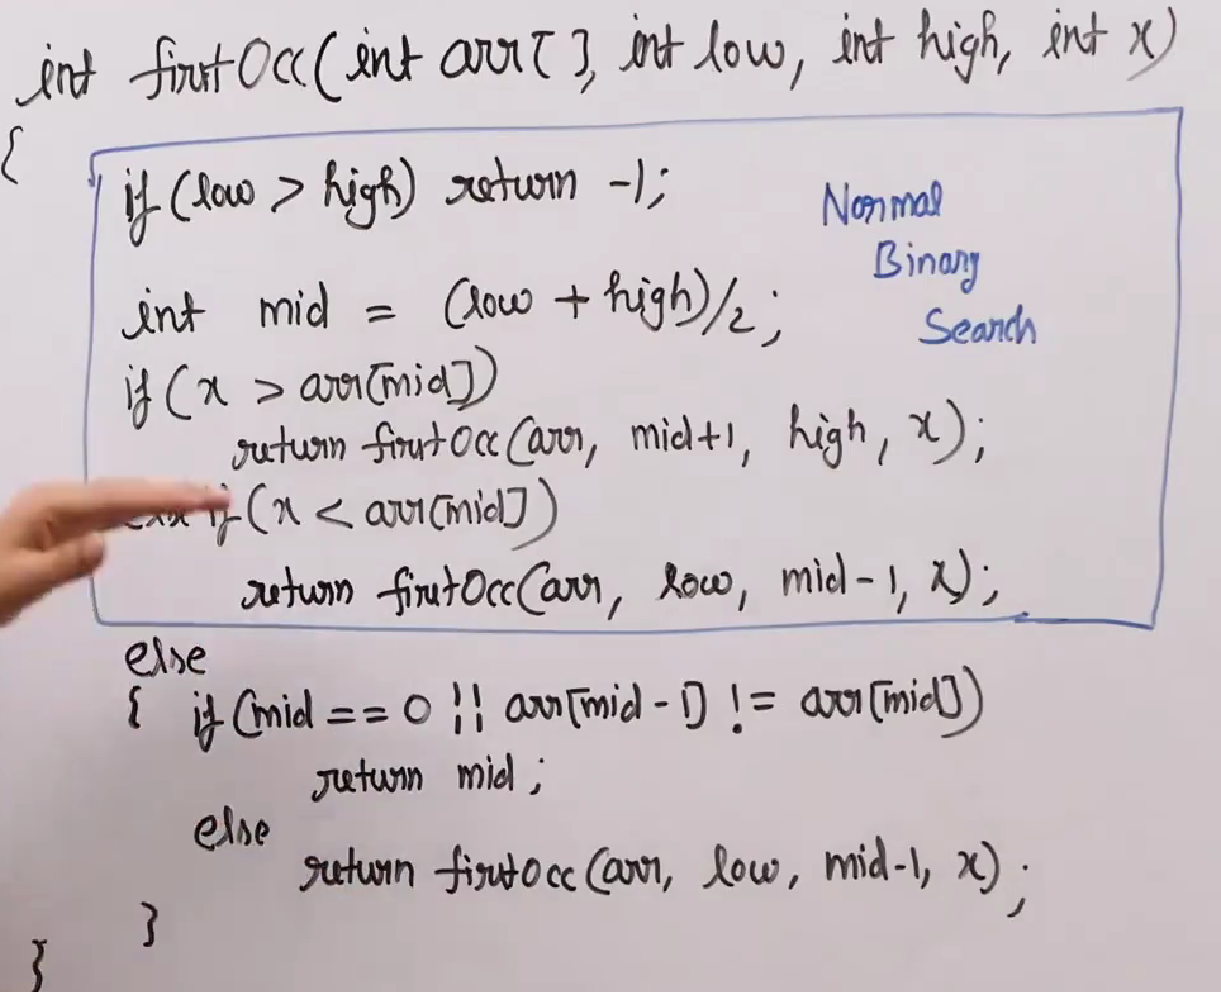 int firstOcc(int arr[], int low, int high, int x)
{
if(low > high) return -1;
Normal
Binary
Search
int mid = (low + high)/2;
if(x > arr[mid])
return firstOcc(arr, mid+1, high, x);
if(x < arr[mid])
return firstOcc(arr, low, mid-1, x);
else
{ if(mid == 0 || arr[mid-1] != arr[mid])
return mid;
else
return firstOcc(arr, low, mid-1, x);
}
}